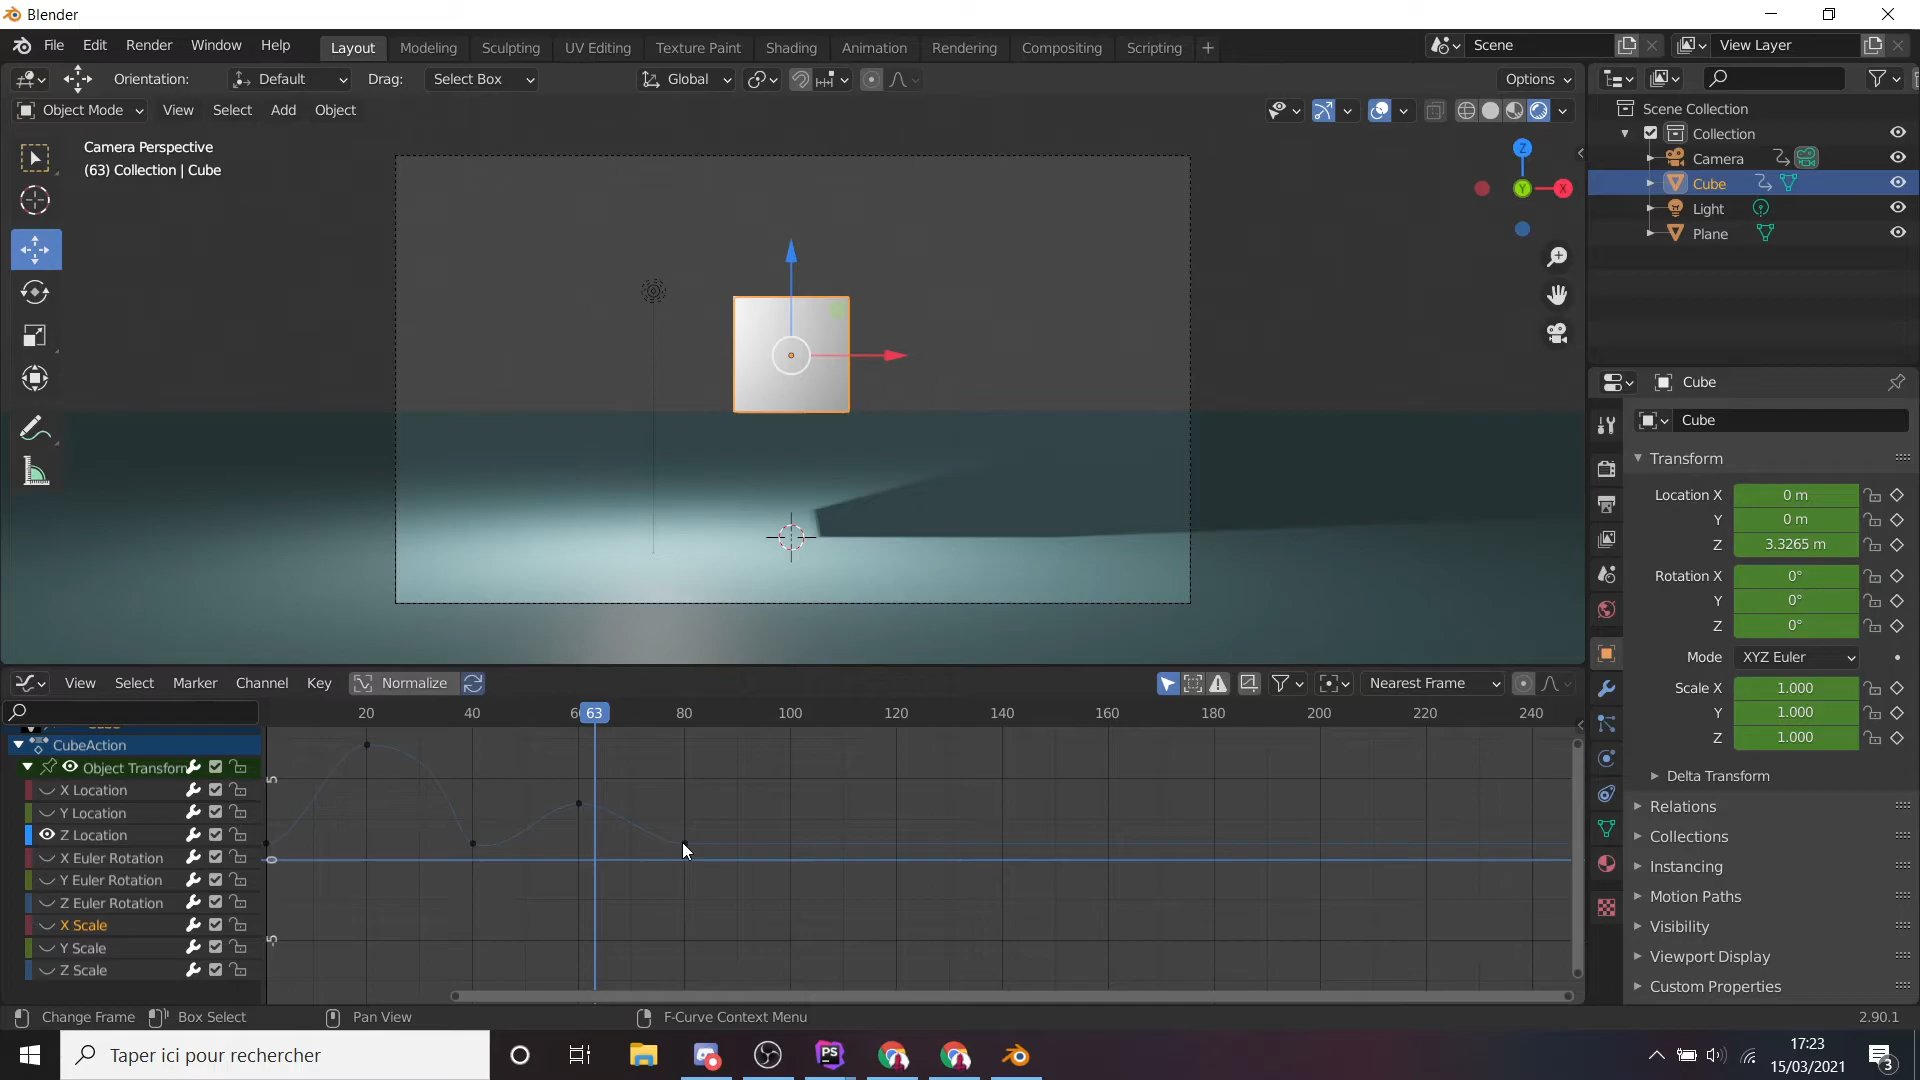 Blender
File Edit Render Window Help
Layout Modeling Sculpting UV Editing Texture Paint Shading Animation Rendering Compositing Scripting +
Scene
View Layer
Orientation: Default Drag: Select Box
Global
Options
Object Mode View Select Add Object
Camera Perspective
(63) Collection | Cube
Z
Y
X
Scene Collection
Collection
Camera
Cube
Light
Plane
Cube
Cube
Transform
Location X 0 m
Y 0 m
Z 3.3265 m
Rotation X 0°
Y 0°
Z 0°
Mode XYZ Euler
Scale X 1.000
Y 1.000
Z 1.000
Delta Transform
Relations
Collections
Instancing
Motion Paths
Visibility
Viewport Display
Custom Properties
View Select Marker Channel Key Normalize
Nearest Frame
20 40 63 80 100 120 140 160 180 200 220 240
5
0
-5
CubeAction
Object Transform
X Location
Y Location
Z Location
X Euler Rotation
Y Euler Rotation
Z Euler Rotation
X Scale
Y Scale
Z Scale
Change Frame Box Select Pan View F-Curve Context Menu
2.90.1
Taper ici pour rechercher
PS
17:23
15/03/2021
3